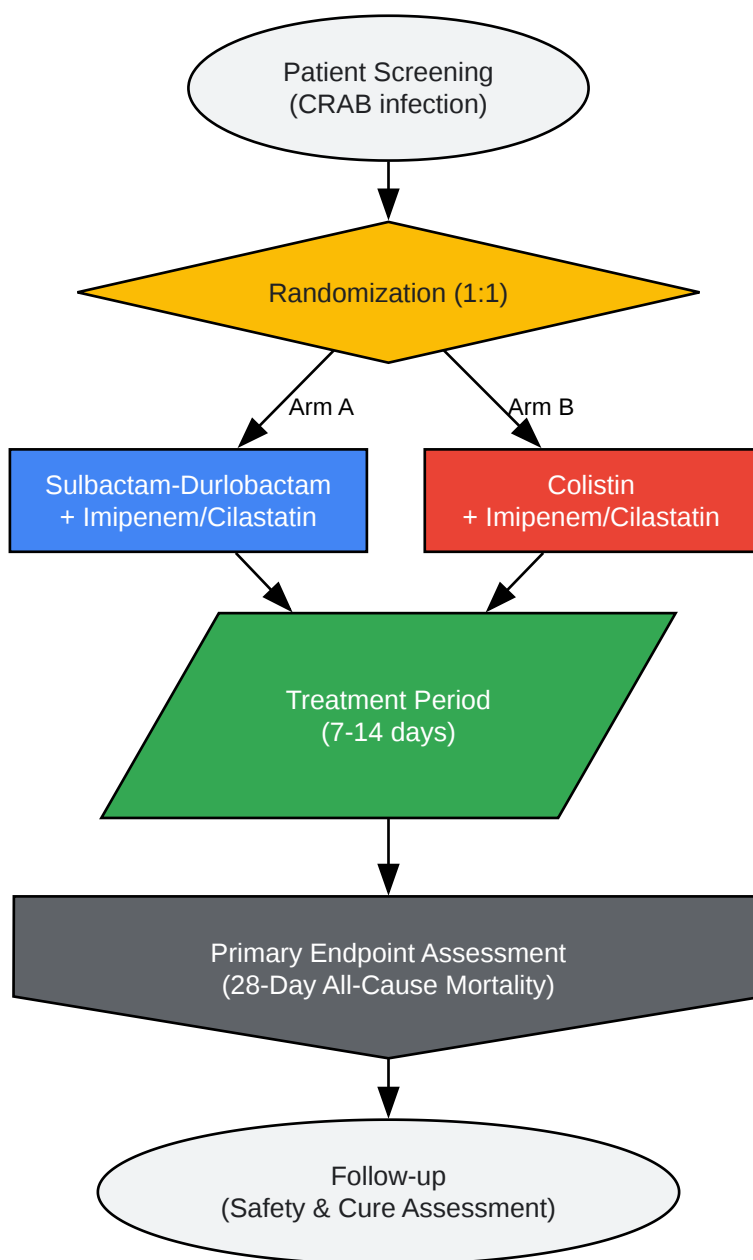 Patient Screening
(CRAB infection)
Randomization (1:1)
Arm A
Arm B
Sulbactam-Durlobactam
+ Imipenem/Cilastatin
Colistin
+ Imipenem/Cilastatin
Treatment Period
(7-14 days)
Primary Endpoint Assessment
(28-Day All-Cause Mortality)
Follow-up
(Safety & Cure Assessment)